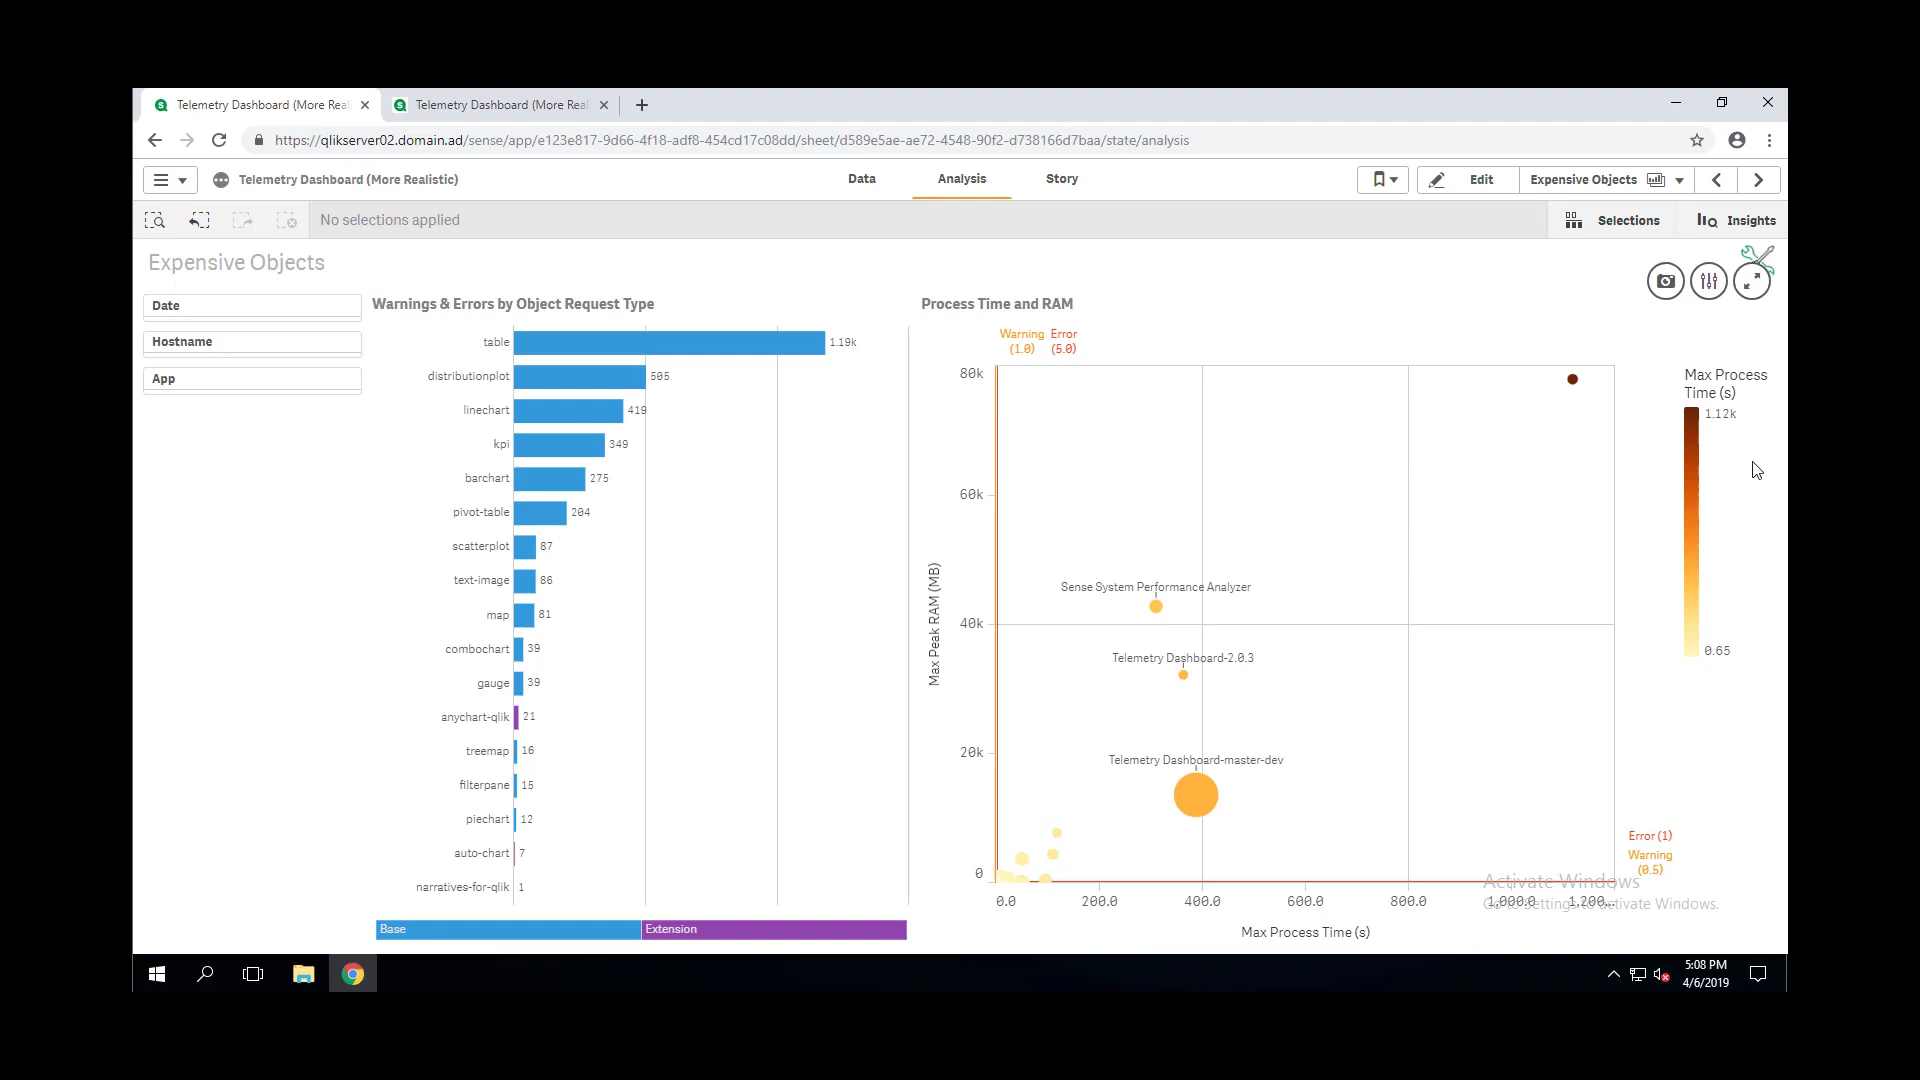 Telemetry Dashboard (More Real
Telemetry Dashboard (More Rea
https://qlikserver02.domain.ad/sense/app/e123e817-9d66-4f18-adf8-454cd17c08dd/sheet/d589e5ae-ae72-4548-90f2-d738166d7baa/state/analysis
Telemetry Dashboard (More Realistic)
Data
Analysis
Story
Edit
Expensive Objects
No selections applied
Selections
Insights
Expensive Objects
Date
Hostname
App
Warnings & Errors by Object Request Type
table 1.19k
distributionplot 505
linechart 419
kpi 349
barchart 275
pivot-table 204
scatterplot 87
text-image 86
map 81
combochart 39
gauge 39
anychart-qlik 21
treemap 16
filterpane 15
piechart 12
auto-chart 7
narratives-for-qlik 1
Base
Extension
Process Time and RAM
Warning Error
(1.0) (5.0)
80k
60k
40k
20k
0
Max Peak RAM (MB)
Sense System Performance Analyzer
Telemetry Dashboard-2.0.3
Telemetry Dashboard-master-dev
Error (1)
Warning
(0.5)
0.0 200.0 400.0 600.0 800.0 1,000.0 1,200...
Max Process Time (s)
Max Process
Time (s)
1.12k
0.65
Activate Windows
Go to Settings to activate Windows.
5:08 PM
4/6/2019